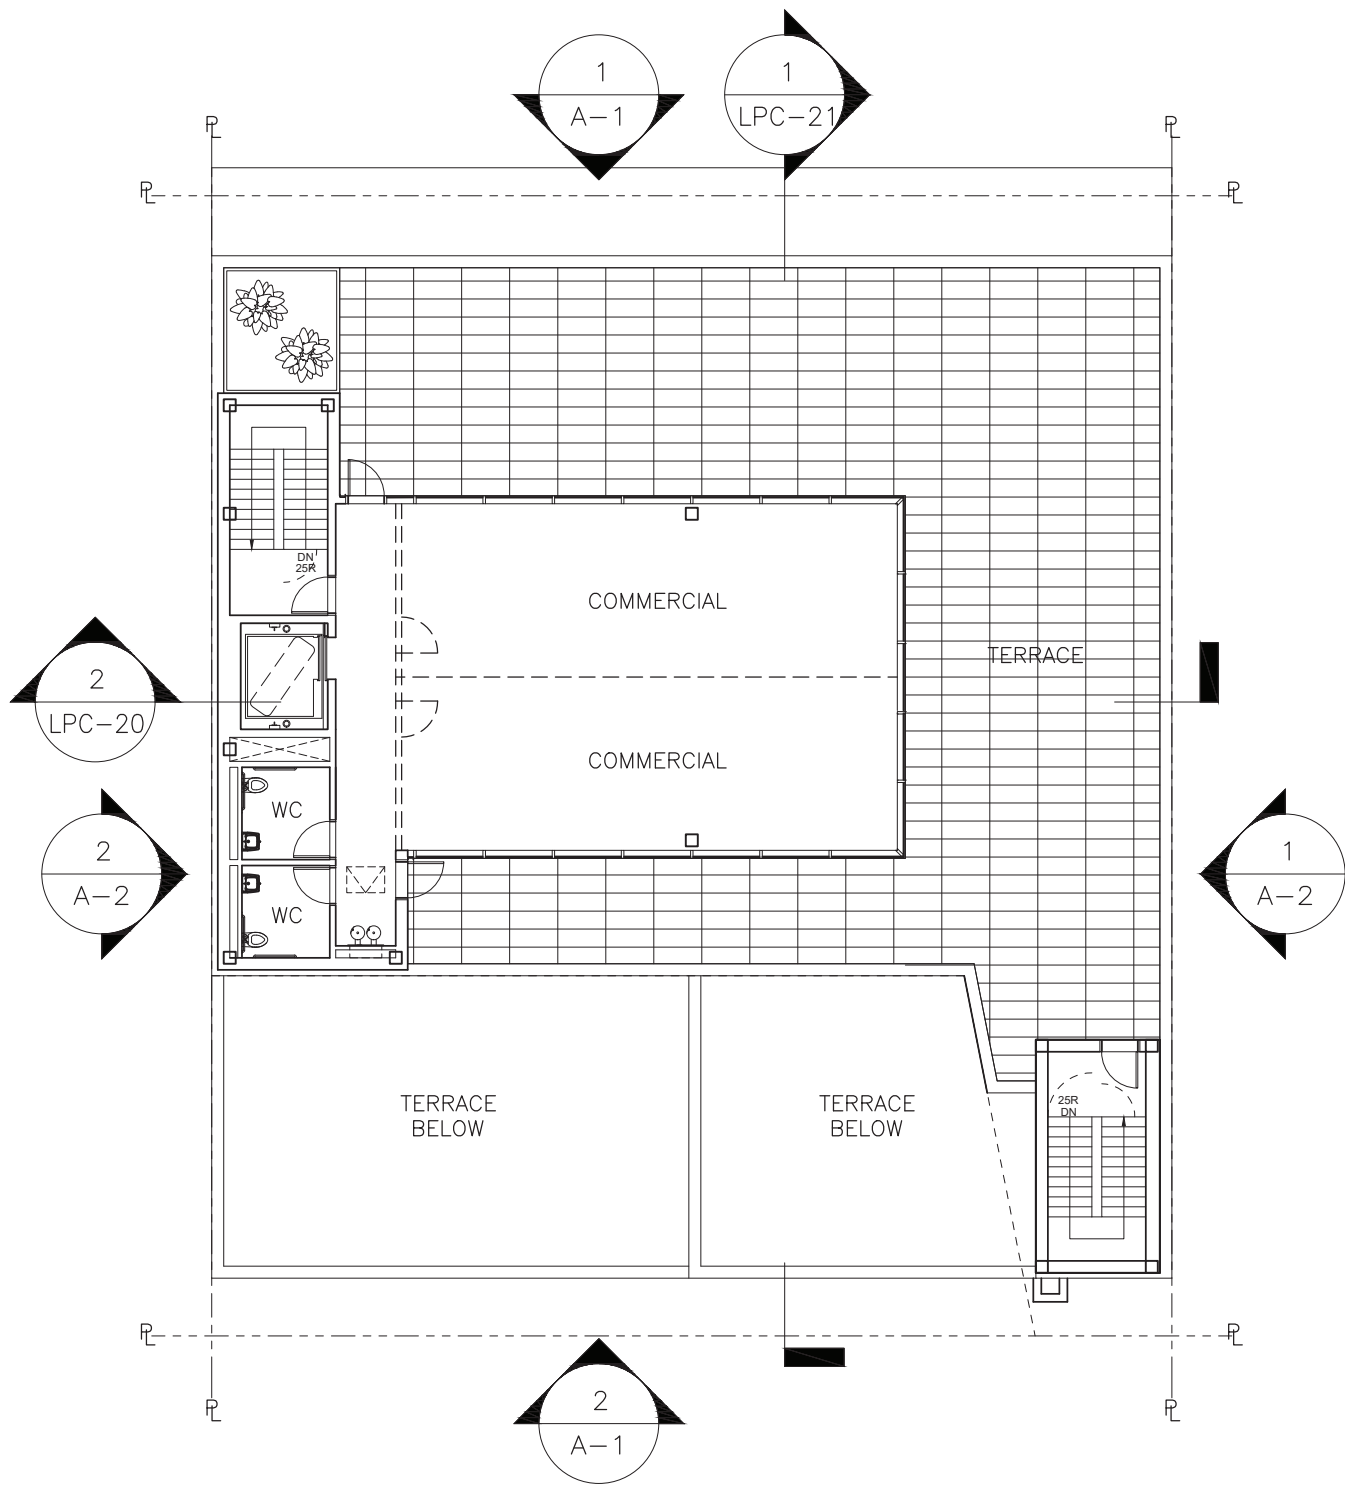 1
A-1
1
LPC-21
PL
PL
PL
PL
DN
25R
COMMERCIAL
TERRACE
2
LPC-20
COMMERCIAL
WC
2
A-2
1
A-2
WC
TERRACE
BELOW
TERRACE
BELOW
25R
DN
PL
PL
2
A-1
PL
PL